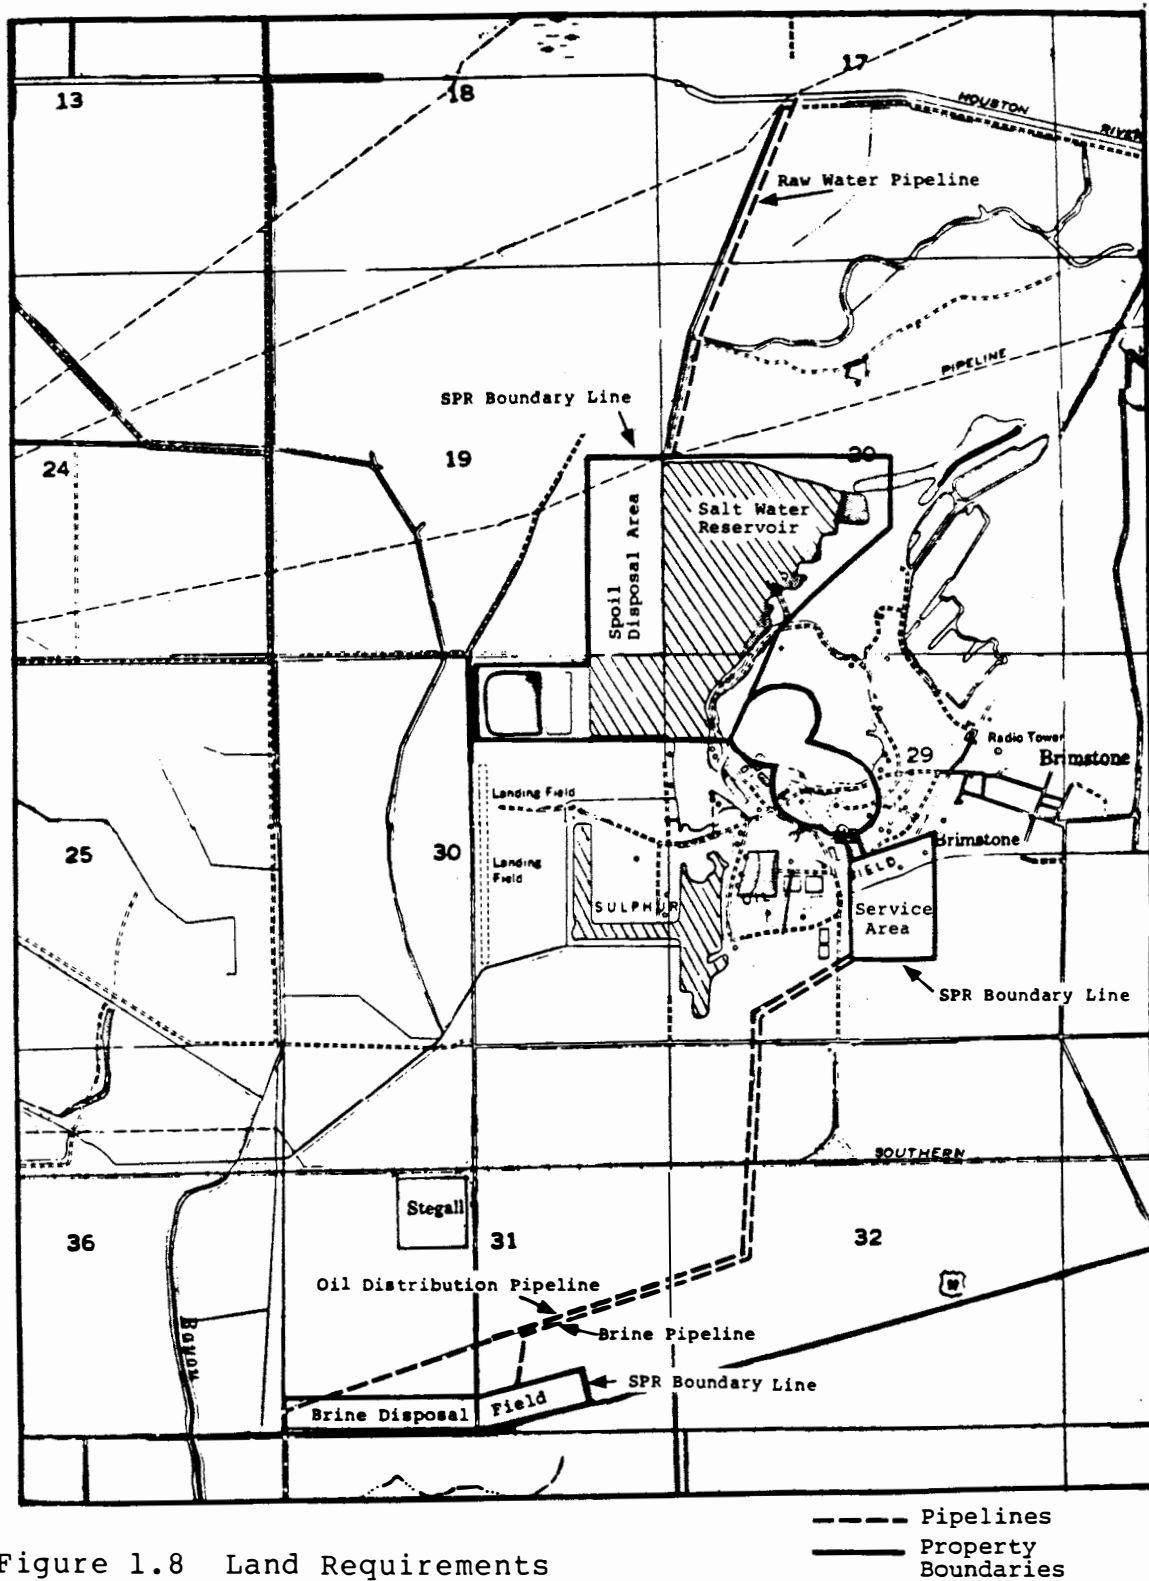 17
13
18
HOUSTON
RIVER
Raw Water Pipeline
PIPELINE
SPR Boundary Line
24
19
20
Salt Water
Reservoir
Spoil
Disposal Area
Radio Tower
29
Brimstone
Landing Field
Brimstone
25
30
Landing
Field
FIELD
SULPHUR
OIL
Service
Area
SPR Boundary Line
SOUTHERN
Stegall
36
31
32
Oil Distribution Pipeline
90
Brine Pipeline
Bayou
SPR Boundary Line
Brine Disposal Field
Pipelines
Property
Boundaries
Figure 1.8 Land Requirements